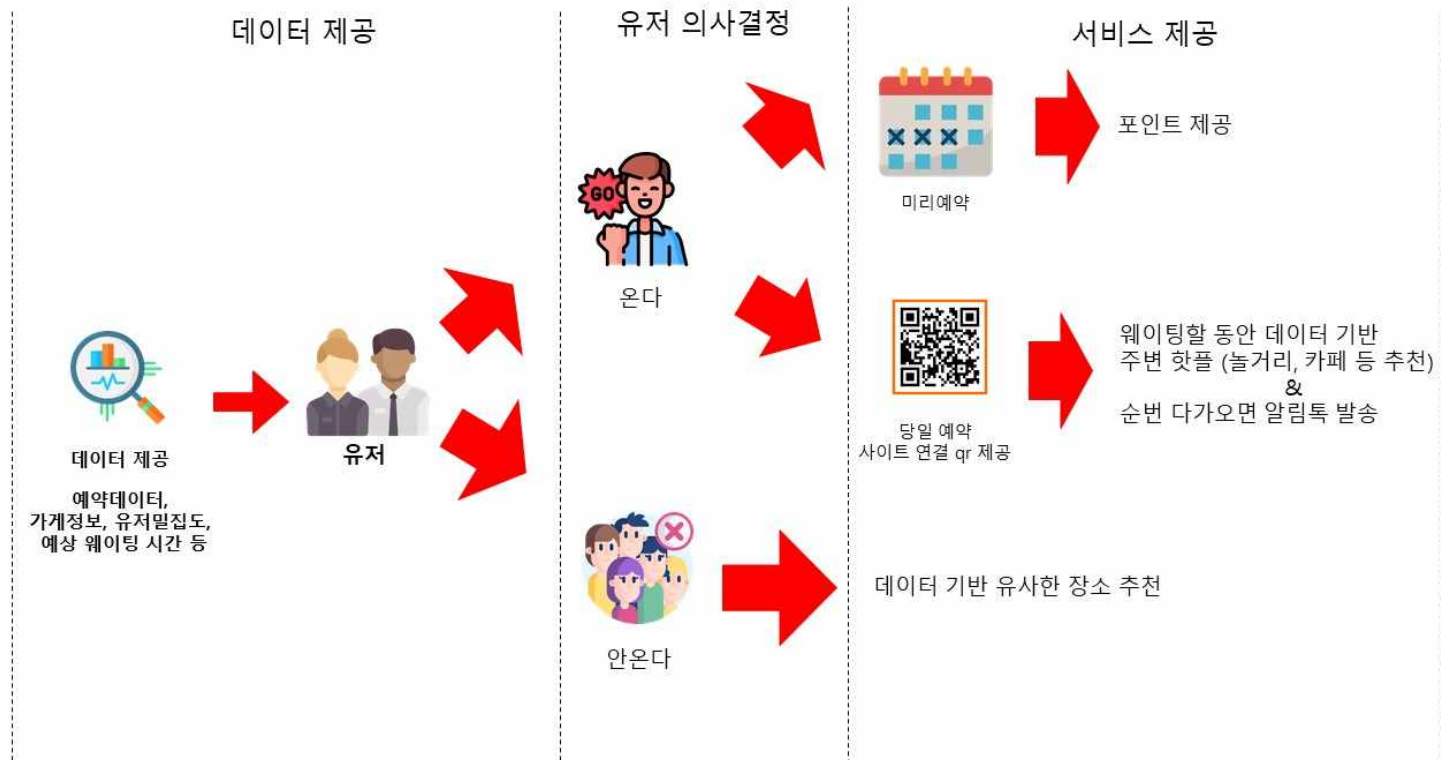 데이터 제공
유저 의사결정
서비스 제공
데이터 제공
예약데이터,
가게정보, 유저밀집도,
예상 웨이팅 시간 등
유저
GO
온다
안온다
미리예약
포인트 제공
당일 예약
사이트 연결 qr 제공
웨이팅할 동안 데이터 기반
주변 핫플 (놀거리, 카페 등 추천)
&
순번 다가오면 알림톡 발송
데이터 기반 유사한 장소 추천